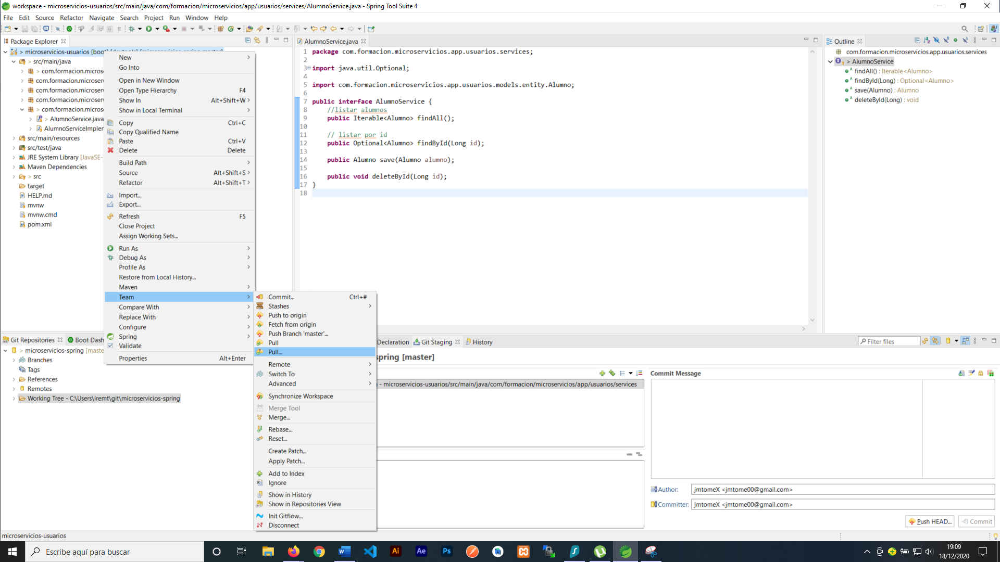 workspace - microservicios-usuarios/src/main/java/com/formacion/microservicios/app/usuarios/services/AlumnoService.java - Spring Tool Suite 4
File Edit Source Refactor Navigate Search Project Run Window Help
Package Explorer
> microservicios-usuarios [boot]
> src/main/java
> com.formacion.micros
com.formacion.microser
com.formacion.microser
com.formacion.microser
> com.formacion.micros
> AlumnoService.java
AlumnoServiceImplen
src/main/resources
src/test/java
JRE System Library [JavaSE-
Maven Dependencies
> src
target
HELP.md
mvnw
mvnw.cmd
pom.xml
New
Go Into
Open in New Window
Open Type Hierarchy F4
Show In Alt+Shift+W
Show in Local Terminal
Copy Ctrl+C
Copy Qualified Name
Paste Ctrl+V
Delete Delete
Build Path
Source Alt+Shift+S
Refactor Alt+Shift+T
Import...
Export...
Refresh F5
Close Project
Assign Working Sets...
Run As
Debug As
Profile As
Restore from Local History...
Maven
Team
Compare With
Replace With
Configure
Spring
Validate
Properties Alt+Enter
Commit... Ctrl+#
Stashes
Push to origin
Fetch from origin
Push Branch 'master'...
Pull
Pull...
Remote
Switch To
Advanced
Synchronize Workspace
Merge Tool
Merge...
Rebase...
Reset...
Create Patch...
Apply Patch...
Add to Index
Ignore
Show in History
Show in Repositories View
Init Gitflow...
Disconnect
AlumnoService.java
1 package com.formacion.microservicios.app.usuarios.services;
2
3 import java.util.Optional;
4
5 import com.formacion.microservicios.app.usuarios.models.entity.Alumno;
6
7 public interface AlumnoService {
8 //listar alumnos
9 public Iterable<Alumno> findAll();
10
11 // listar por id
12 public Optional<Alumno> findById(Long id);
13
14 public Alumno save(Alumno alumno);
15
16 public void deleteById(Long id);
17 }
18
Outline
com.formacion.microservicios.app.usuarios.services
> AlumnoService
findAll() : Iterable<Alumno>
findById(Long) : Optional<Alumno>
save(Alumno) : Alumno
deleteById(Long) : void
Git Repositories Boot Dash
> microservicios-spring [maste
Branches
Tags
References
Remotes
Working Tree - C:\Users\iremt\git\microservicios-spring
Declaration Git Staging History Filter files
spring [master]
- microservicios-usuarios/src/main/java/com/formacion/microservicios/app/usuarios/services
Commit Message
Author: jmtomeX <jmtome00@gmail.com>
Committer: jmtomeX <jmtome00@gmail.com>
Push HEAD... Commit
microservicios-usuarios
Escribe aquí para buscar
Ai Ae Ps
19:09
18/12/2020